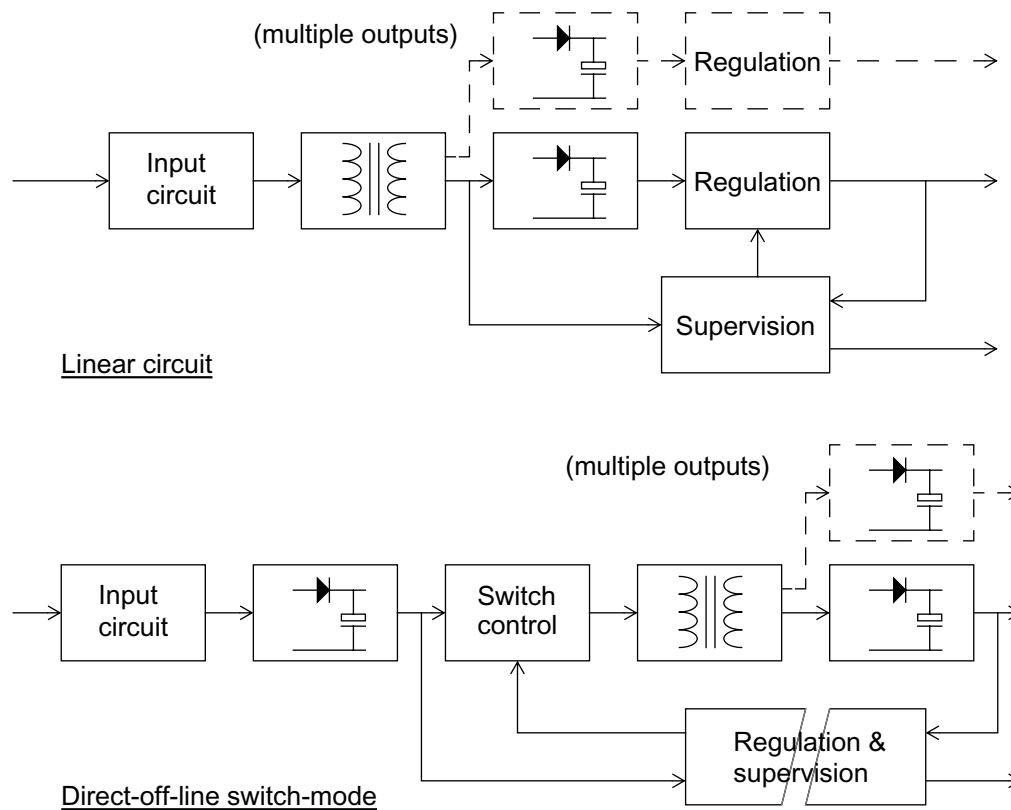 (multiple outputs)
Regulation
Input
circuit
Regulation
Supervision
Linear circuit
(multiple outputs)
Input
circuit
Switch
control
Regulation &
supervision
Direct-off-line switch-mode